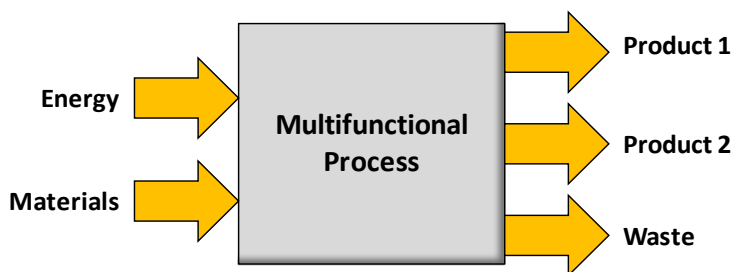 Energy
Materials
Multifunctional
Process
Product 1
Product 2
Waste